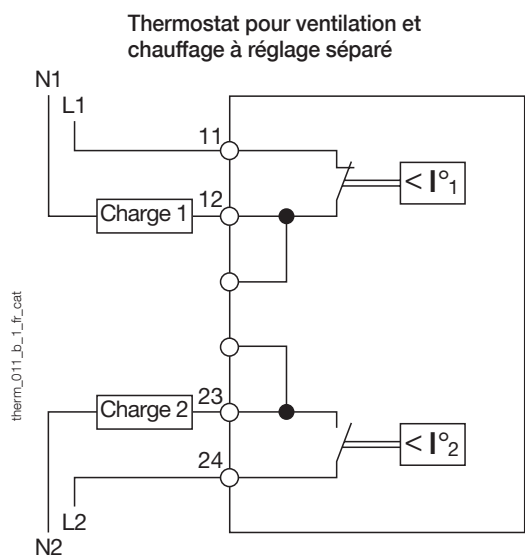 Thermostat pour ventilation et
chauffage à réglage séparé
N1
L1
11
12
Charge 1
< I°1
therm_011_b_1_fr_cat
23
Charge 2
24
< I°2
L2
N2